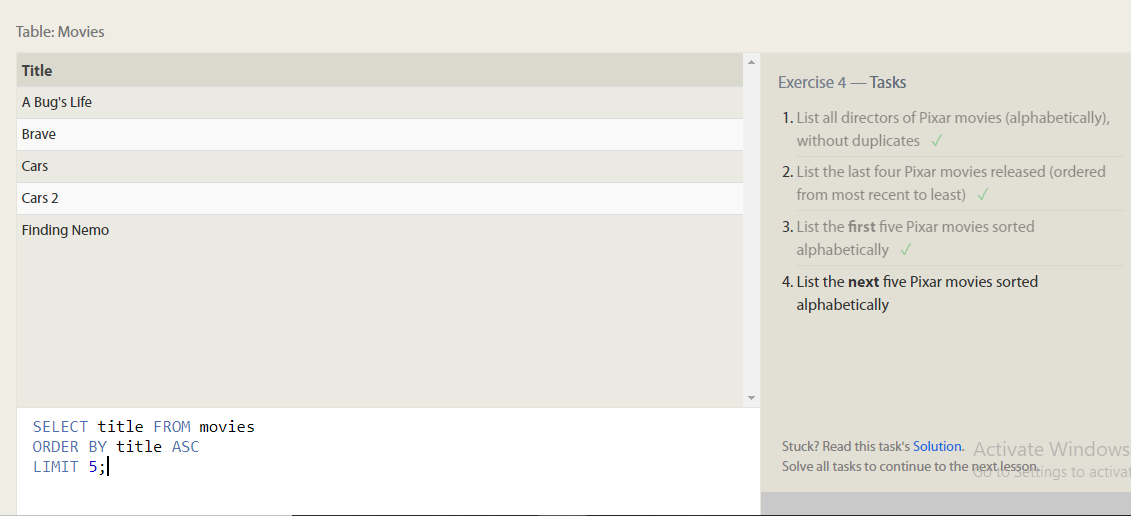 Table: Movies
Title
A Bug's Life
Brave
Cars
Cars 2
Finding Nemo
SELECT title FROM movies
ORDER BY title ASC
LIMIT 5;
Exercise 4 — Tasks
1. List all directors of Pixar movies (alphabetically),
without duplicates ✓
2. List the last four Pixar movies released (ordered
from most recent to least) ✓
3. List the first five Pixar movies sorted
alphabetically ✓
4. List the next five Pixar movies sorted
alphabetically
Stuck? Read this task's Solution.
Solve all tasks to continue to the next lesson.
Activate Windows
Go to Settings to activat